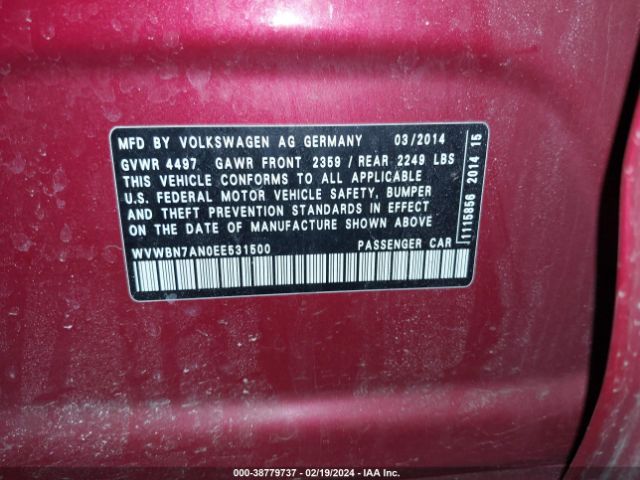 MFD BY VOLKSWAGEN AG GERMANY 03/2014
GVWR 4497 GAWR FRONT 2359 / REAR 2249 LBS
THIS VEHICLE CONFORMS TO ALL APPLICABLE
U.S. FEDERAL MOTOR VEHICLE SAFETY, BUMPER
AND THEFT PREVENTION STANDARDS IN EFFECT
ON THE DATE OF MANUFACTURE SHOWN ABOVE
WVWBN7AN0EE531500 PASSENGER CAR
1115856 2014 15
000-38779737 - 02/19/2024 - IAA Inc.